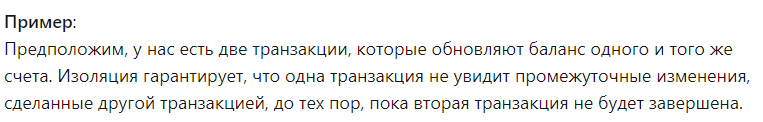 Пример:
Предположим, у нас есть две транзакции, которые обновляют баланс одного и того же
счета. Изоляция гарантирует, что одна транзакция не увидит промежуточные изменения,
сделанные другой транзакцией, до тех пор, пока вторая транзакция не будет завершена.